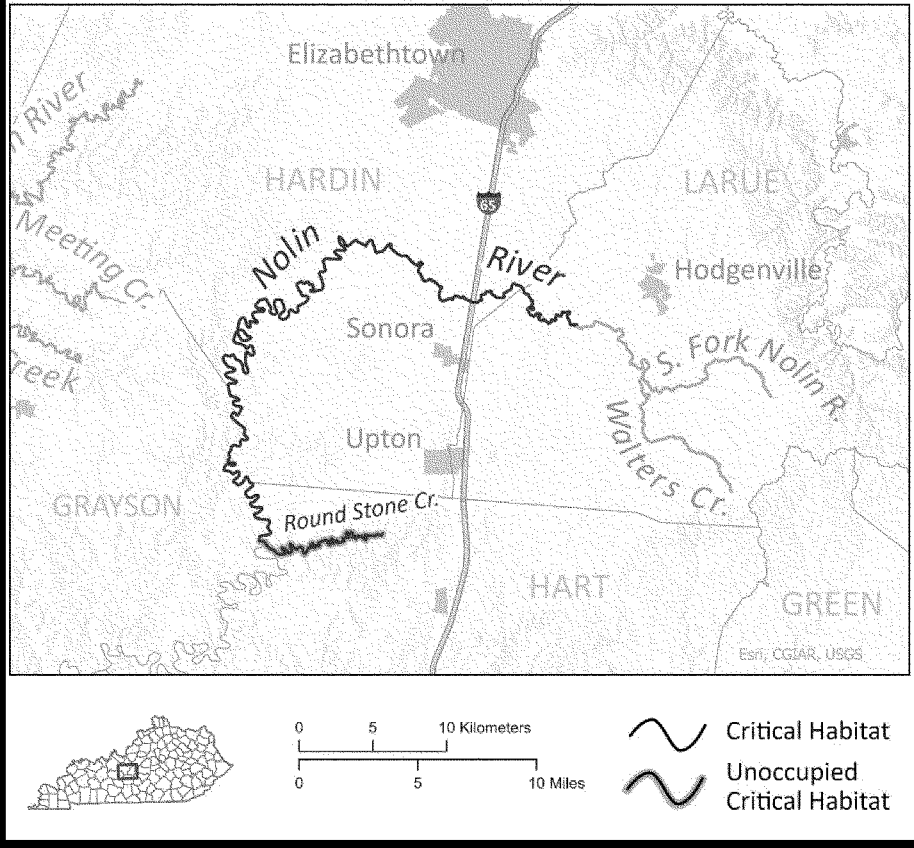 Elizabethtown
n River
HARDIN
LARUE
65
Meeting Cr.
Nolin
River
Hodgenville
Sonora
S. Fork Nolin R.
reek
Walters Cr.
Upton
GRAYSON
Round Stone Cr.
HART
GREEN
Esri, CGIAR, USGS
0 5 10 Kilometers
0 5 10 Miles
Critical Habitat
Unoccupied
Critical Habitat